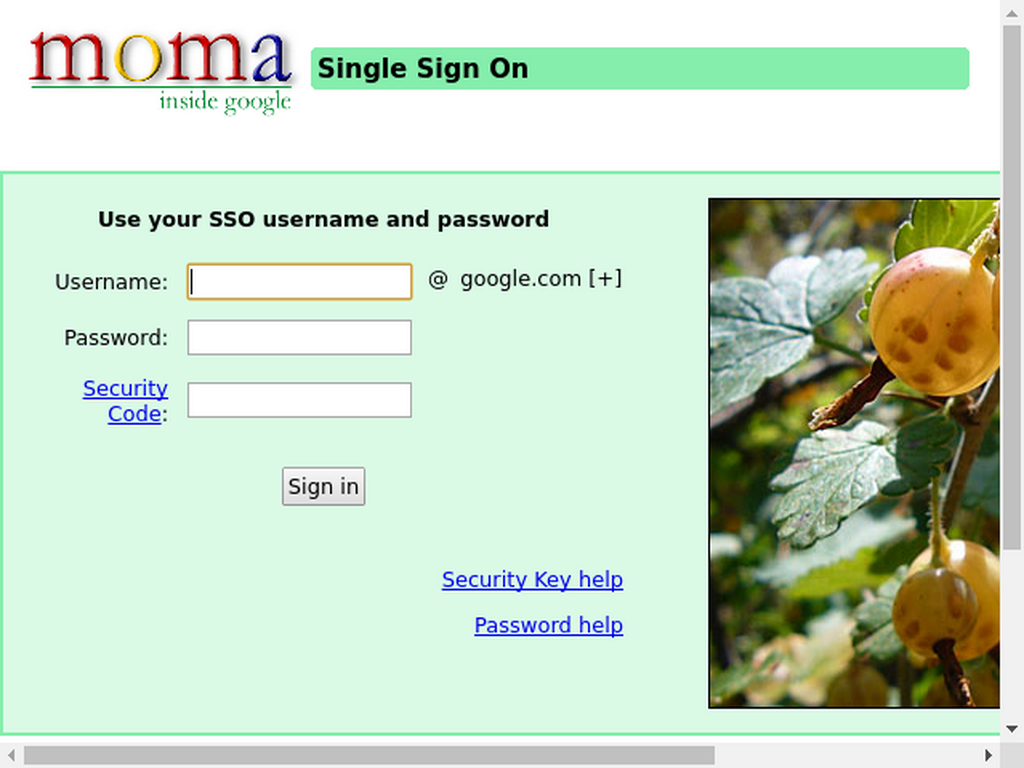 moma
inside google
Single Sign On
Use your SSO username and password
Username:
@ google.com [+]
Password:
Security
Code:
Sign in
Security Key help
Password help